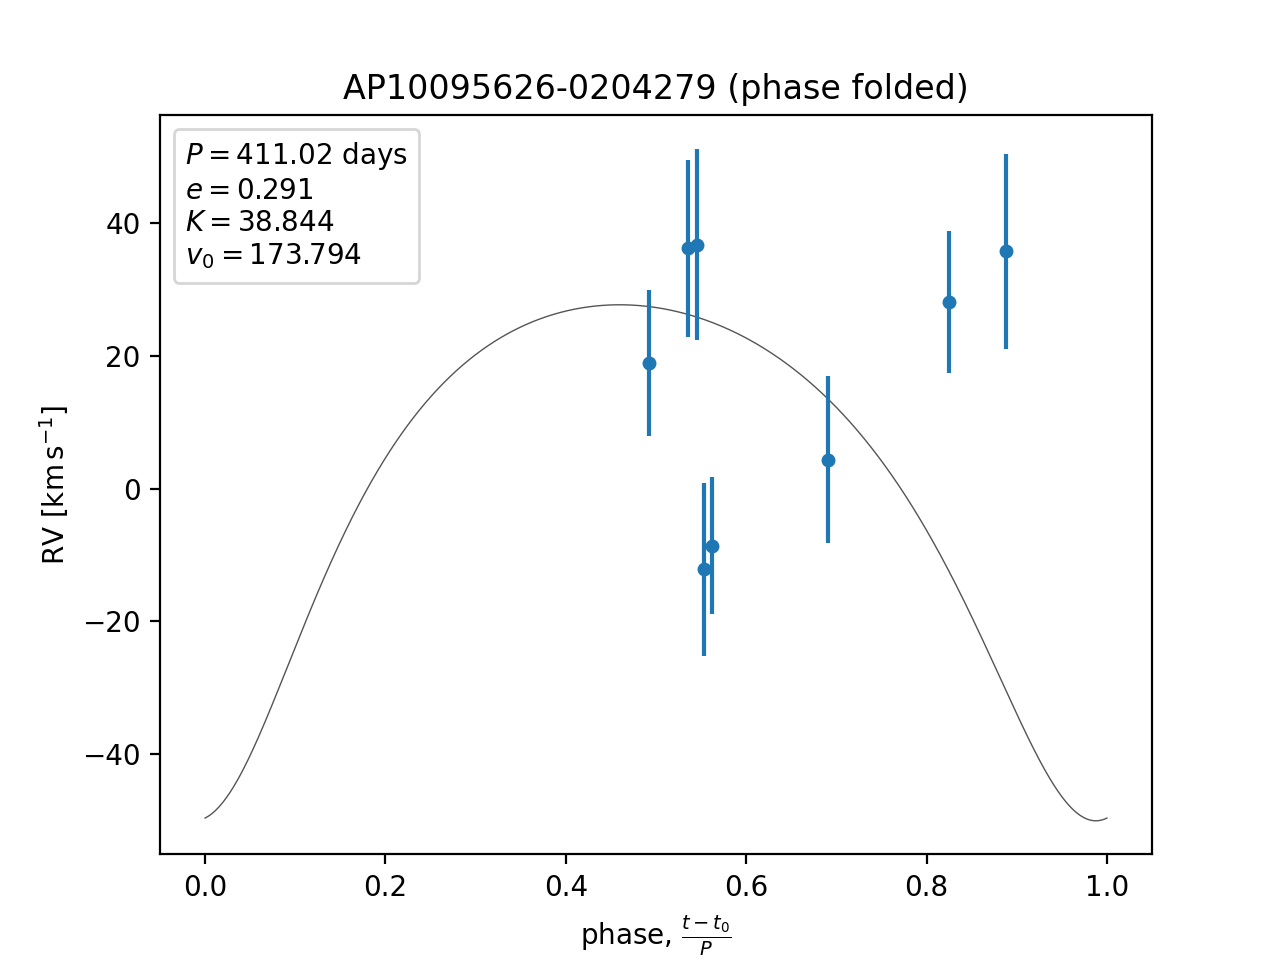 AP10095626-0204279 (phase folded)
P = 411.02 days
e = 0.291
K = 38.844
v₀ = 173.794
RV [km s⁻¹]
40
20
0
−20
−40
0.0 0.2 0.4 0.6 0.8 1.0
phase, (t − t₀)/P